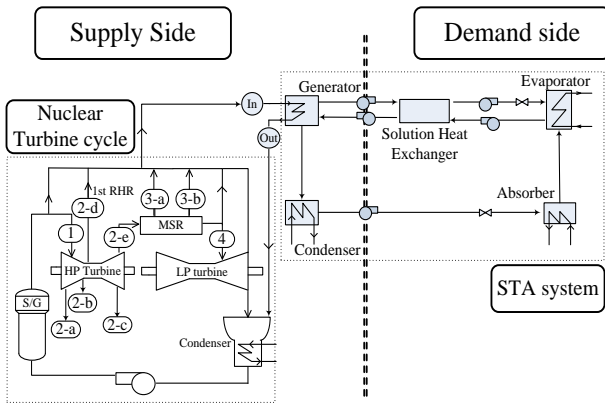 Supply Side
Demand side
Nuclear
Turbine cycle
In
Out
Generator
Solution Heat
Exchanger
Evaporator
1st RHR
2-d
3-a
3-b
1
2-e
MSR
4
HP Turbine
LP turbine
S/G
2-a
2-b
2-c
Condenser
Condenser
Absorber
STA system